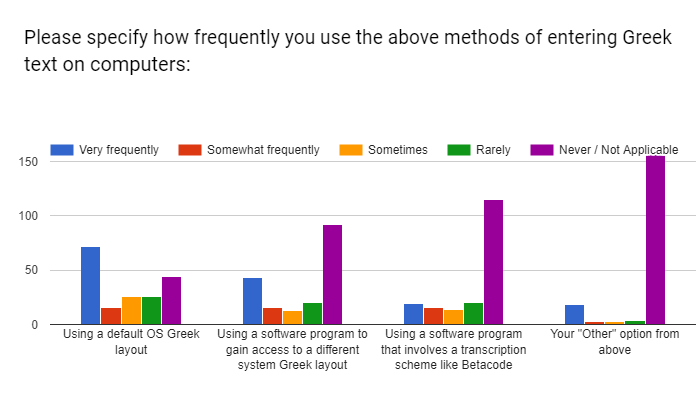 Please specify how frequently you use the above methods of entering Greek
text on computers:
Very frequently
Somewhat frequently
Sometimes
Rarely
Never / Not Applicable
150
100
50
0
Using a default OS Greek
layout
Using a software program to
gain access to a different
system Greek layout
Using a software program
that involves a transcription
scheme like Betacode
Your "Other" option from
above